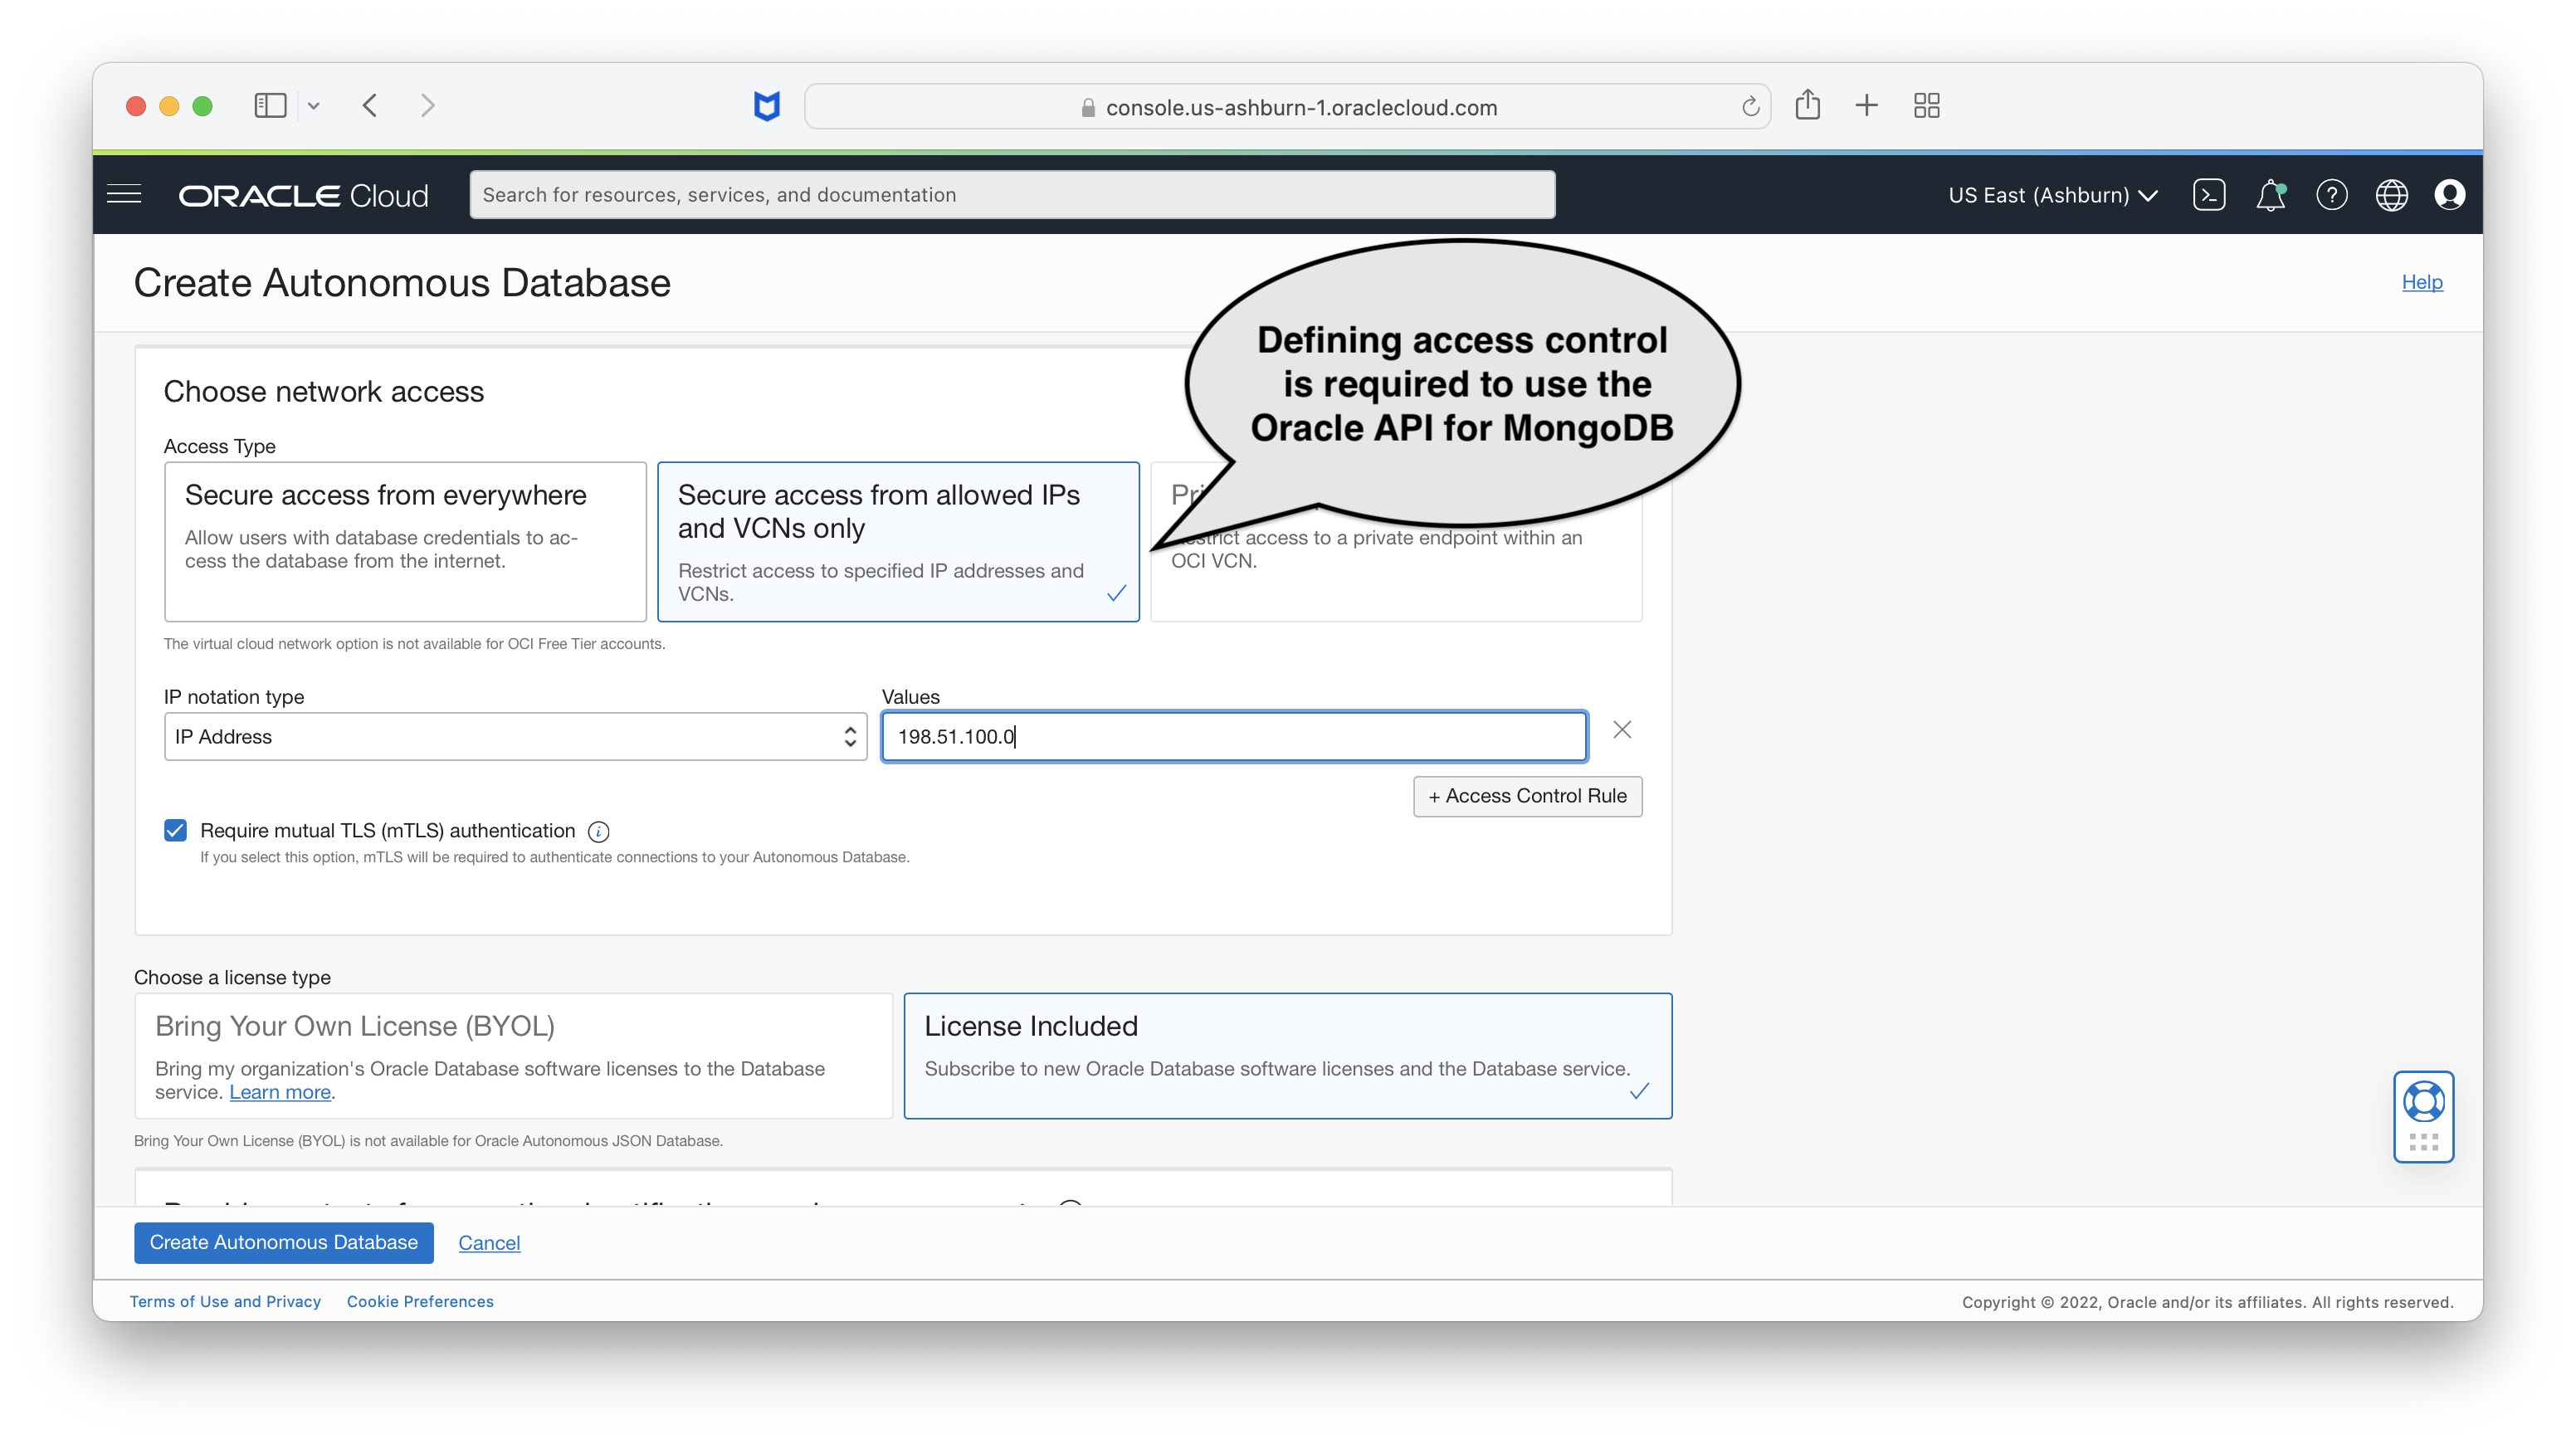 console.us-ashburn-1.oraclecloud.com
ORACLE Cloud
Search for resources, services, and documentation
US East (Ashburn)
Create Autonomous Database
Help
Defining access control
is required to use the
Oracle API for MongoDB
Choose network access
Access Type
Secure access from everywhere
Allow users with database credentials to ac-
cess the database from the internet.
Secure access from allowed IPs
and VCNs only
Restrict access to specified IP addresses and
VCNs.
access to a private endpoint within an
OCI VCN.
The virtual cloud network option is not available for OCI Free Tier accounts.
IP notation type
IP Address
Values
198.51.100.0
+ Access Control Rule
Require mutual TLS (mTLS) authentication
If you select this option, mTLS will be required to authenticate connections to your Autonomous Database.
Choose a license type
Bring Your Own License (BYOL)
Bring my organization's Oracle Database software licenses to the Database
service. Learn more.
License Included
Subscribe to new Oracle Database software licenses and the Database service.
Bring Your Own License (BYOL) is not available for Oracle Autonomous JSON Database.
Create Autonomous Database
Cancel
Terms of Use and Privacy
Cookie Preferences
Copyright © 2022, Oracle and/or its affiliates. All rights reserved.